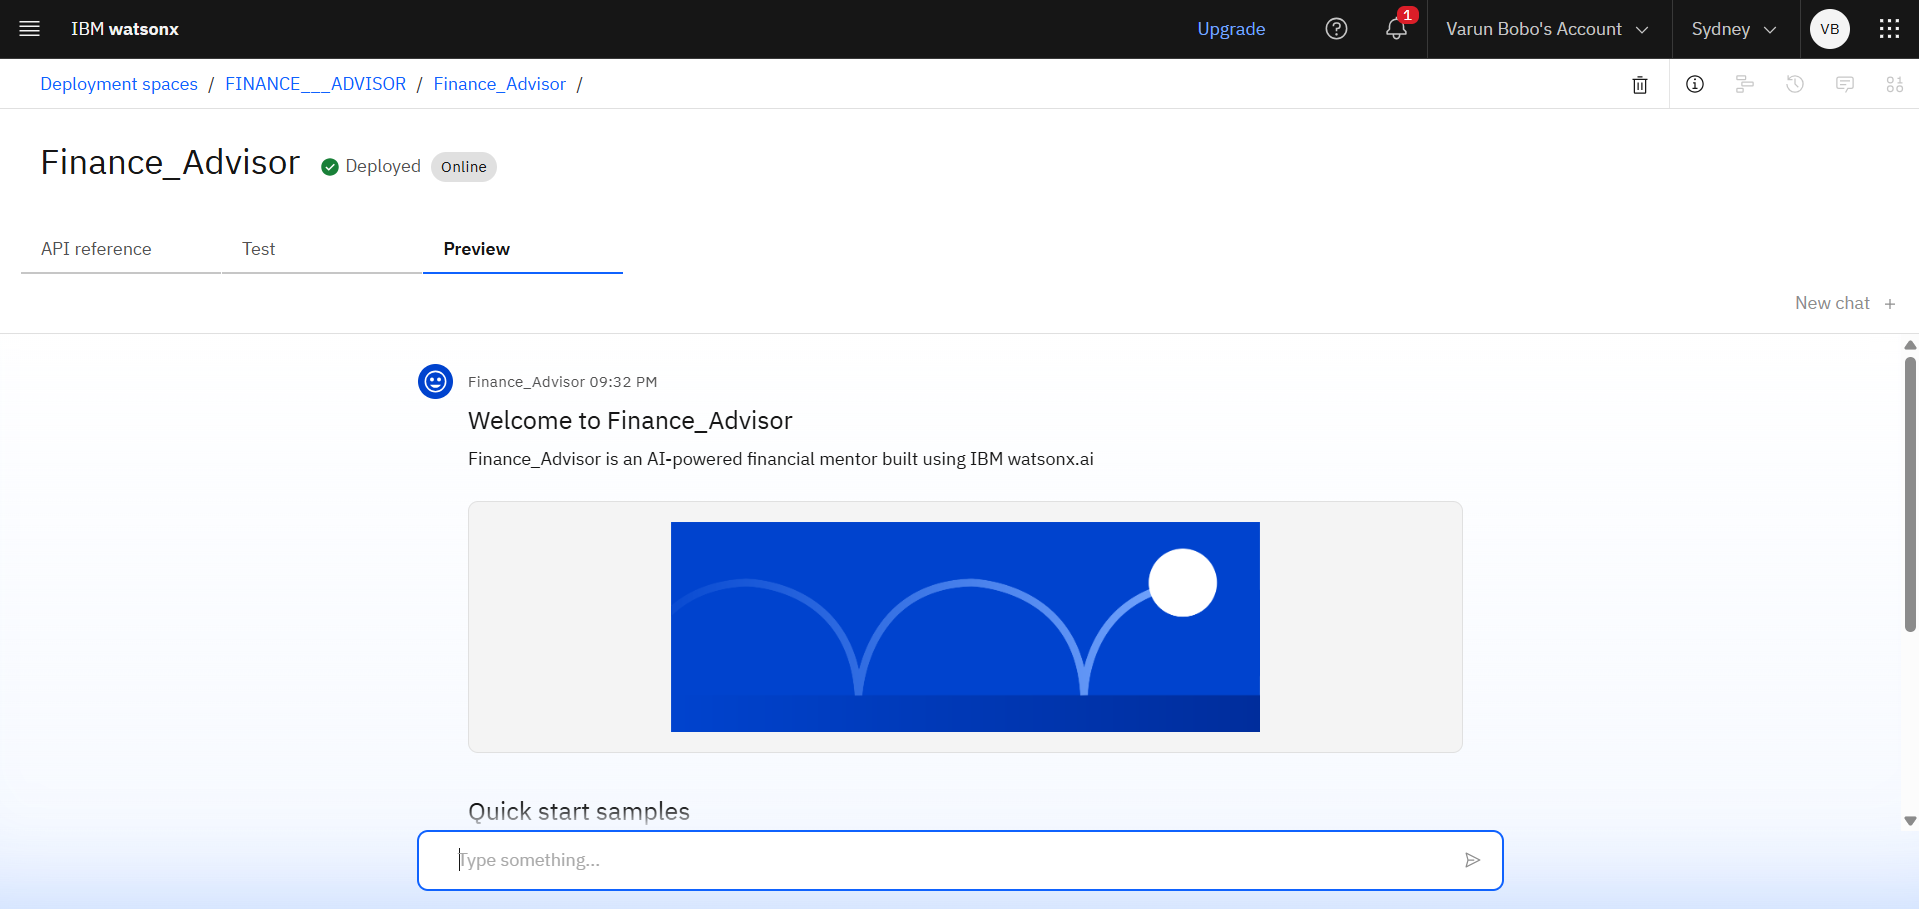 IBM watsonx
Upgrade
1
Varun Bobo's Account
Sydney
VB
Deployment spaces / FINANCE___ADVISOR / Finance_Advisor /
Finance_Advisor
Deployed
Online
API reference
Test
Preview
New chat +
Finance_Advisor 09:32 PM
Welcome to Finance_Advisor
Finance_Advisor is an AI-powered financial mentor built using IBM watsonx.ai
Quick start samples
Type something...